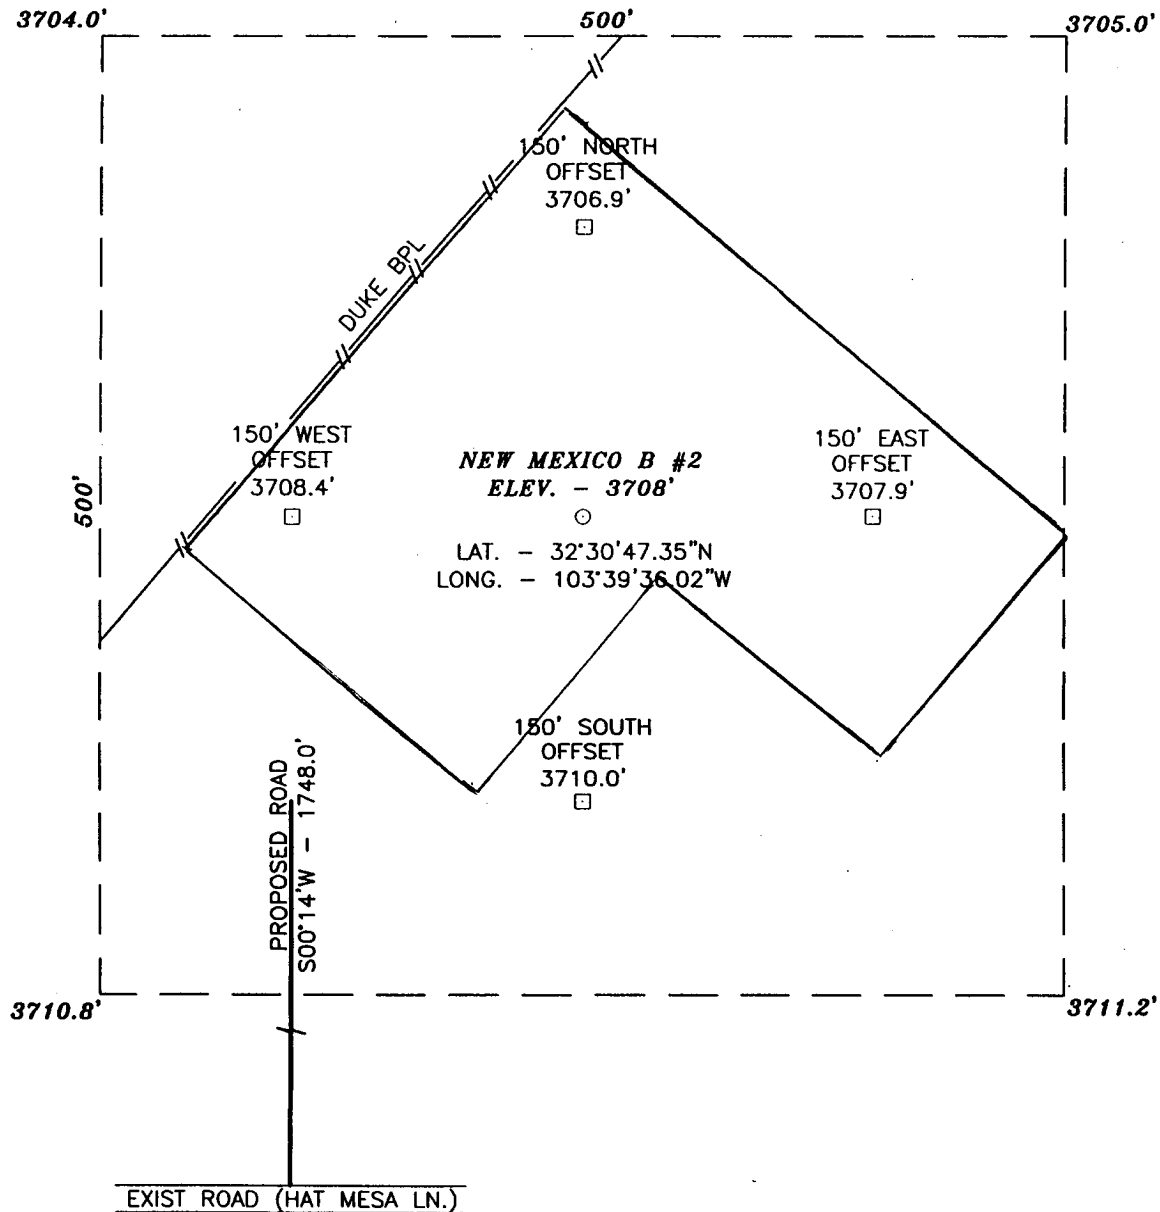 3704.0'
500'
3705.0'
150' NORTH
OFFSET
3706.9'
DUKE BPL
150' WEST
OFFSET
3708.4'
NEW MEXICO B #2
ELEV. - 3708'
150' EAST
OFFSET
3707.9'
500'
LAT. - 32°30'47.35"N
LONG. - 103°39'36.02"W
150' SOUTH
OFFSET
3710.0'
PROPOSED ROAD
S00°14'W - 1748.0'
3710.8'
3711.2'
EXIST ROAD (HAT MESA LN.)